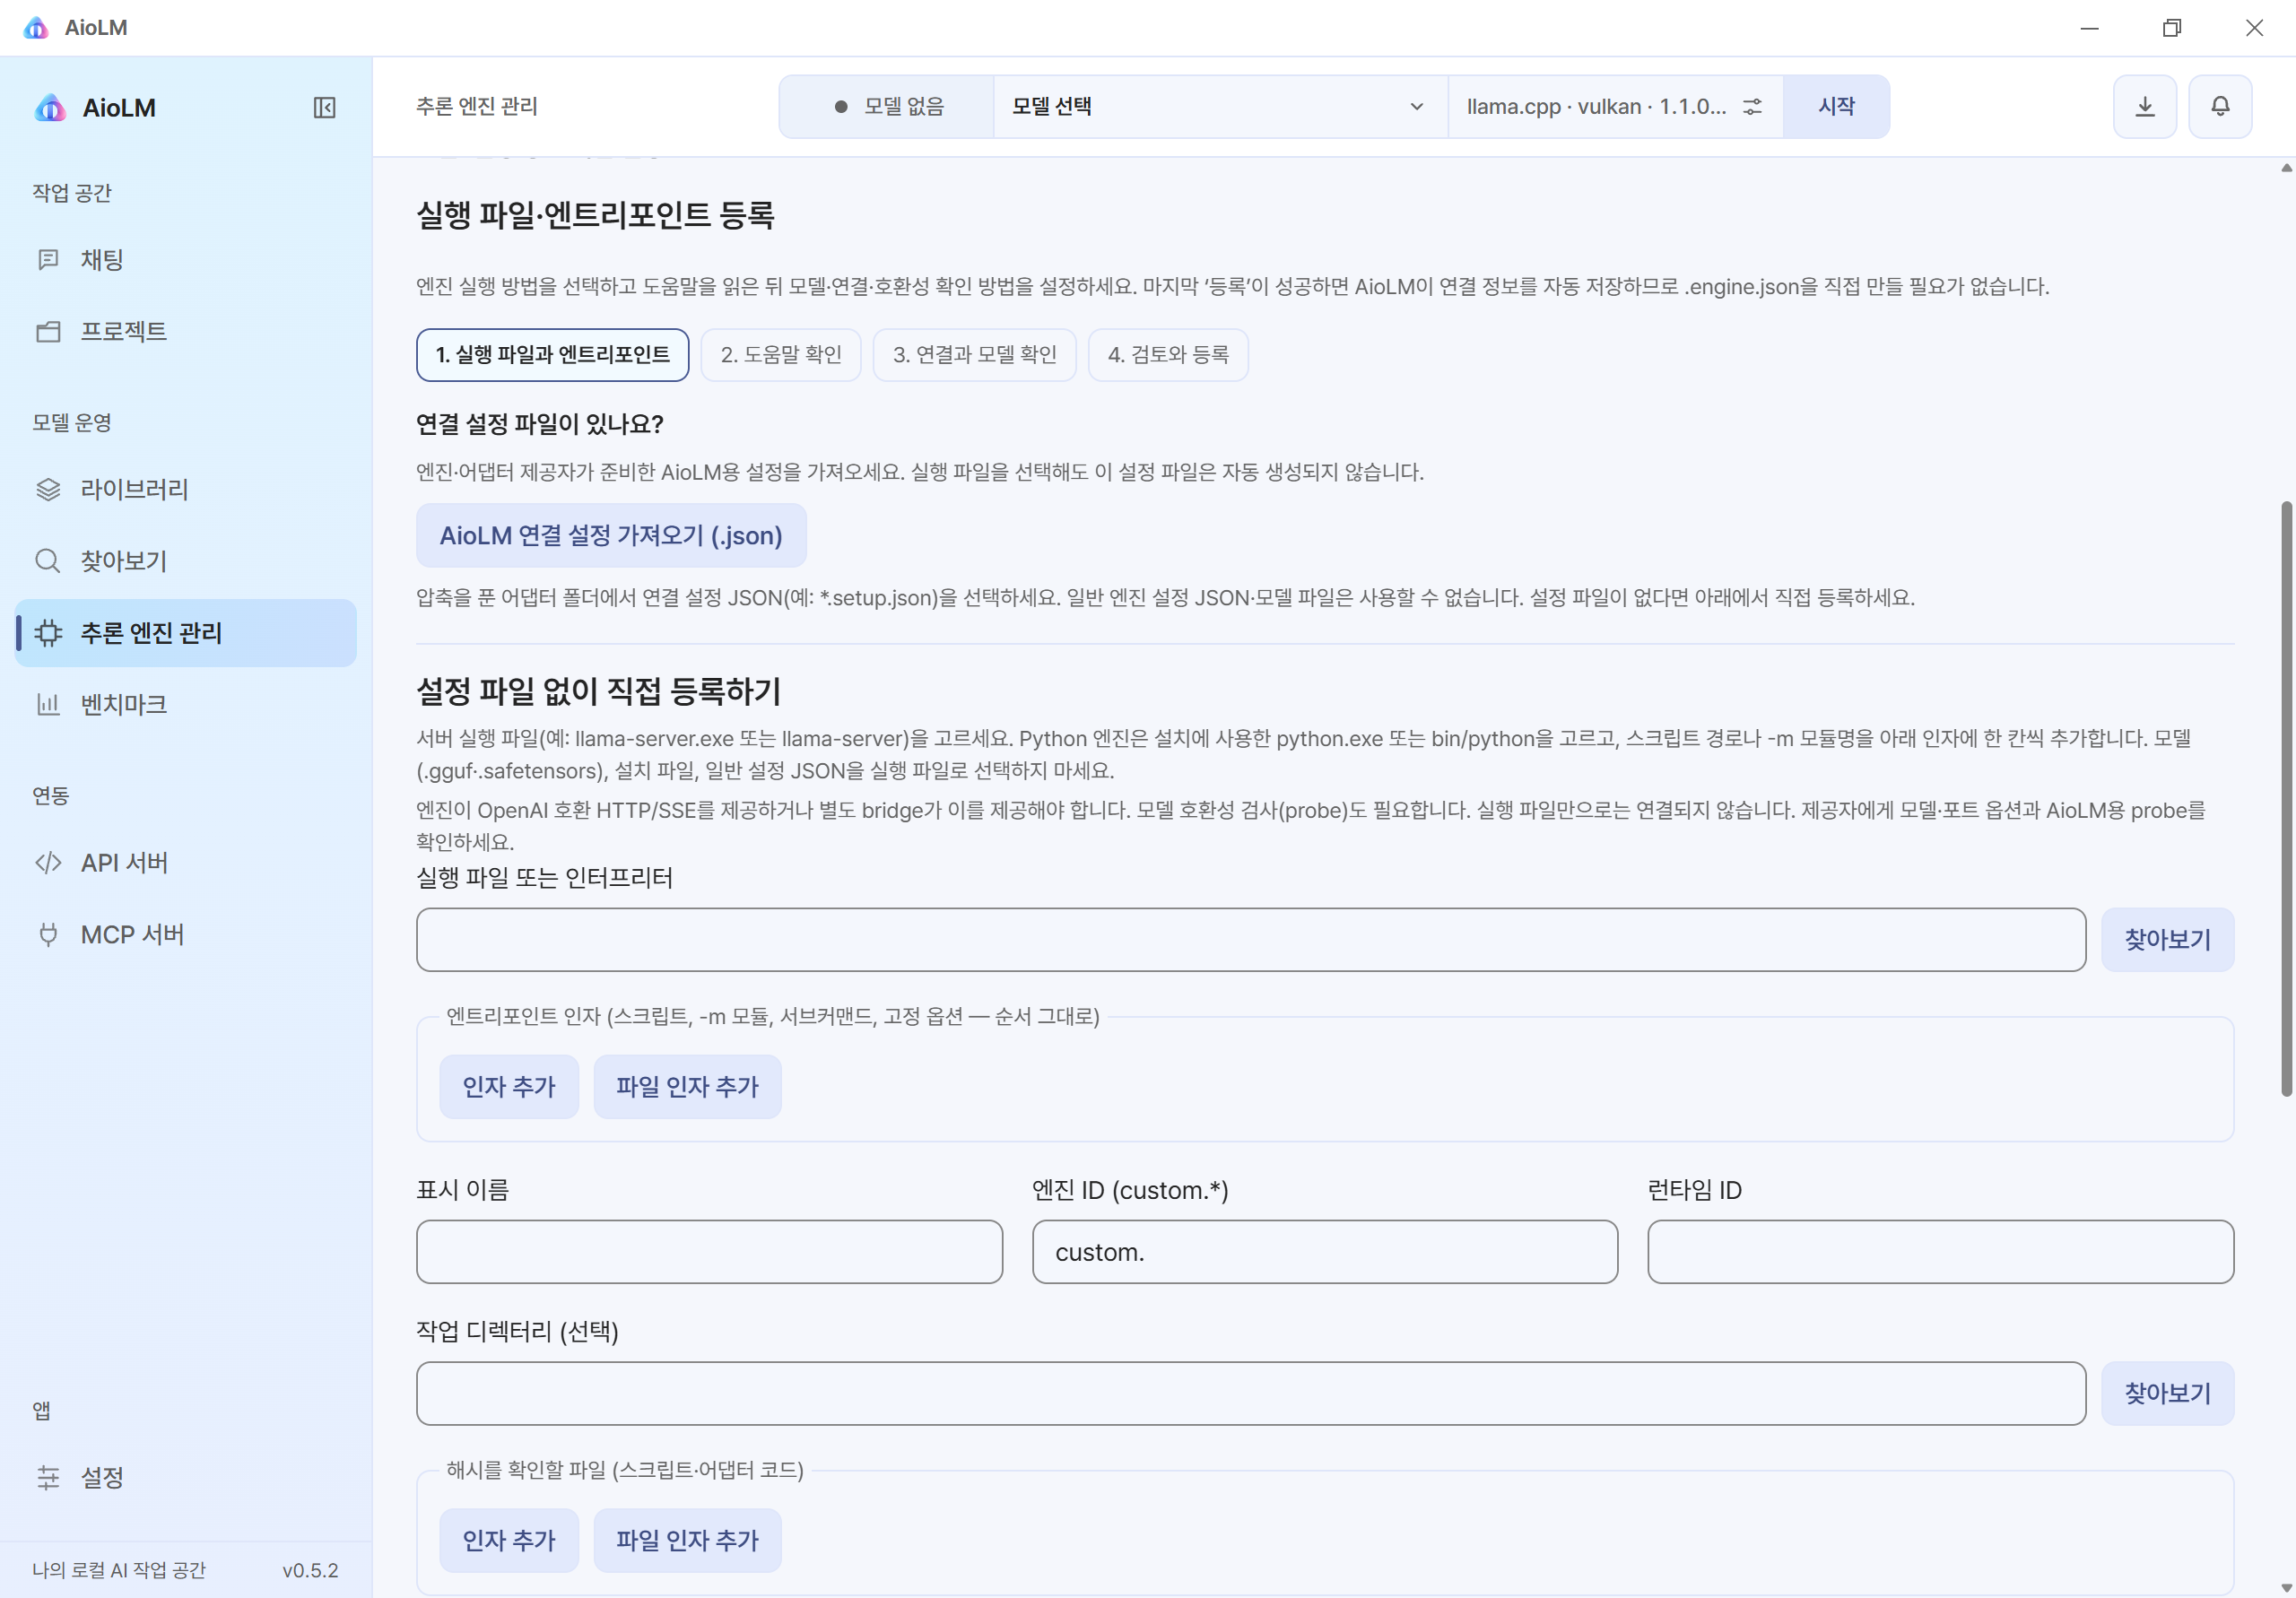 AioLM
AioLM
작업 공간
채팅
프로젝트
모델 운영
라이브러리
찾아보기
추론 엔진 관리
벤치마크
연동
API 서버
MCP 서버
앱
설정
나의 로컬 AI 작업 공간
v0.5.2
추론 엔진 관리
모델 없음
모델 선택
llama.cpp · vulkan · 1.1.0...
시작
실행 파일·엔트리포인트 등록
엔진 실행 방법을 선택하고 도움말을 읽은 뒤 모델·연결·호환성 확인 방법을 설정하세요. 마지막 ‘등록’이 성공하면 AioLM이 연결 정보를 자동 저장하므로 .engine.json을 직접 만들 필요가 없습니다.
1. 실행 파일과 엔트리포인트
2. 도움말 확인
3. 연결과 모델 확인
4. 검토와 등록
연결 설정 파일이 있나요?
엔진·어댑터 제공자가 준비한 AioLM용 설정을 가져오세요. 실행 파일을 선택해도 이 설정 파일은 자동 생성되지 않습니다.
AioLM 연결 설정 가져오기 (.json)
압축을 푼 어댑터 폴더에서 연결 설정 JSON(예: *.setup.json)을 선택하세요. 일반 엔진 설정 JSON·모델 파일은 사용할 수 없습니다. 설정 파일이 없다면 아래에서 직접 등록하세요.
설정 파일 없이 직접 등록하기
서버 실행 파일(예: llama-server.exe 또는 llama-server)을 고르세요. Python 엔진은 설치에 사용한 python.exe 또는 bin/python을 고르고, 스크립트 경로나 -m 모듈명을 아래 인자에 한 칸씩 추가합니다. 모델
(.gguf·.safetensors), 설치 파일, 일반 설정 JSON을 실행 파일로 선택하지 마세요.
엔진이 OpenAI 호환 HTTP/SSE를 제공하거나 별도 bridge가 이를 제공해야 합니다. 모델 호환성 검사(probe)도 필요합니다. 실행 파일만으로는 연결되지 않습니다. 제공자에게 모델·포트 옵션과 AioLM용 probe를
확인하세요.
실행 파일 또는 인터프리터
찾아보기
엔트리포인트 인자 (스크립트, -m 모듈, 서브커맨드, 고정 옵션 — 순서 그대로)
인자 추가
파일 인자 추가
표시 이름
엔진 ID (custom.*)
런타임 ID
custom.
작업 디렉터리 (선택)
찾아보기
해시를 확인할 파일 (스크립트·어댑터 코드)
인자 추가
파일 인자 추가